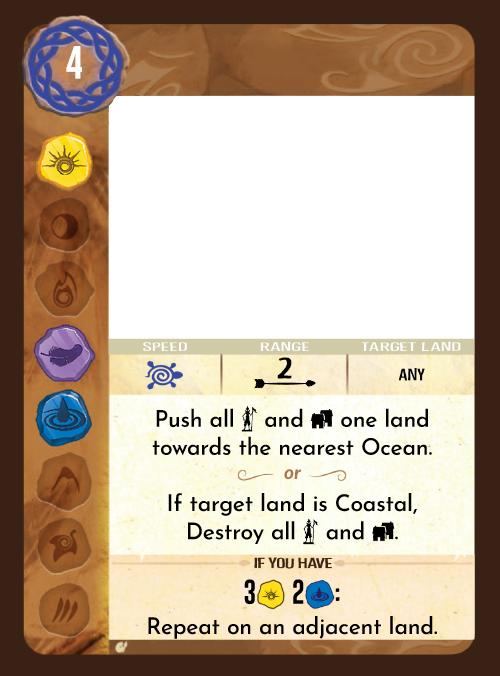 4
SPEED RANGE TARGET LAND
2 ANY
Push all and one land
towards the nearest Ocean.
or
If target land is Coastal,
Destroy all and .
IF YOU HAVE
3 2 :
Repeat on an adjacent land.